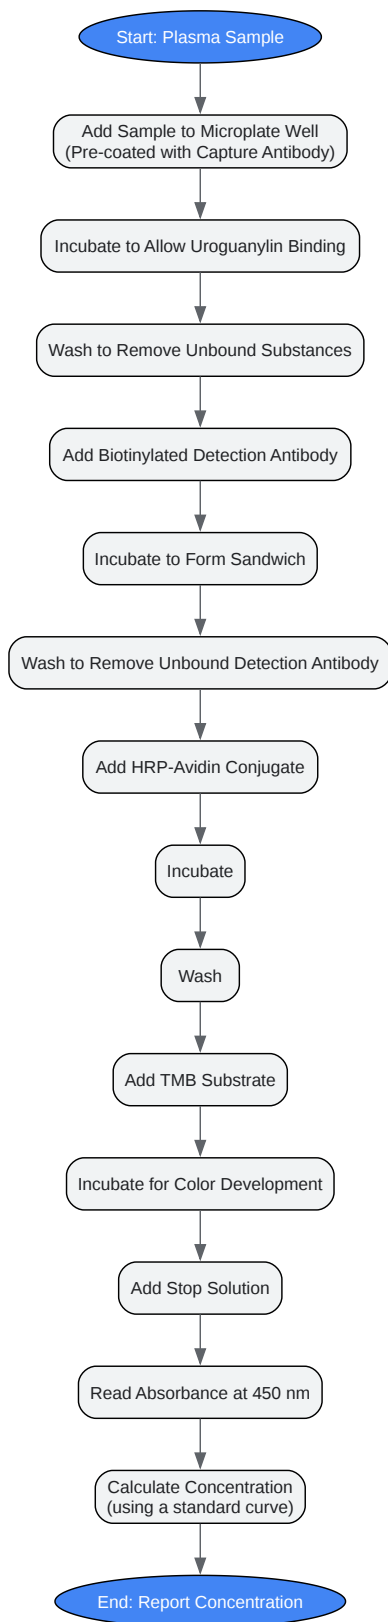 Start: Plasma Sample
Add Sample to Microplate Well
(Pre-coated with Capture Antibody)
Incubate to Allow Uroguanylin Binding
Wash to Remove Unbound Substances
Add Biotinylated Detection Antibody
Incubate to Form Sandwich
Wash to Remove Unbound Detection Antibody
Add HRP-Avidin Conjugate
Incubate
Wash
Add TMB Substrate
Incubate for Color Development
Add Stop Solution
Read Absorbance at 450 nm
Calculate Concentration
(using a standard curve)
End: Report Concentration